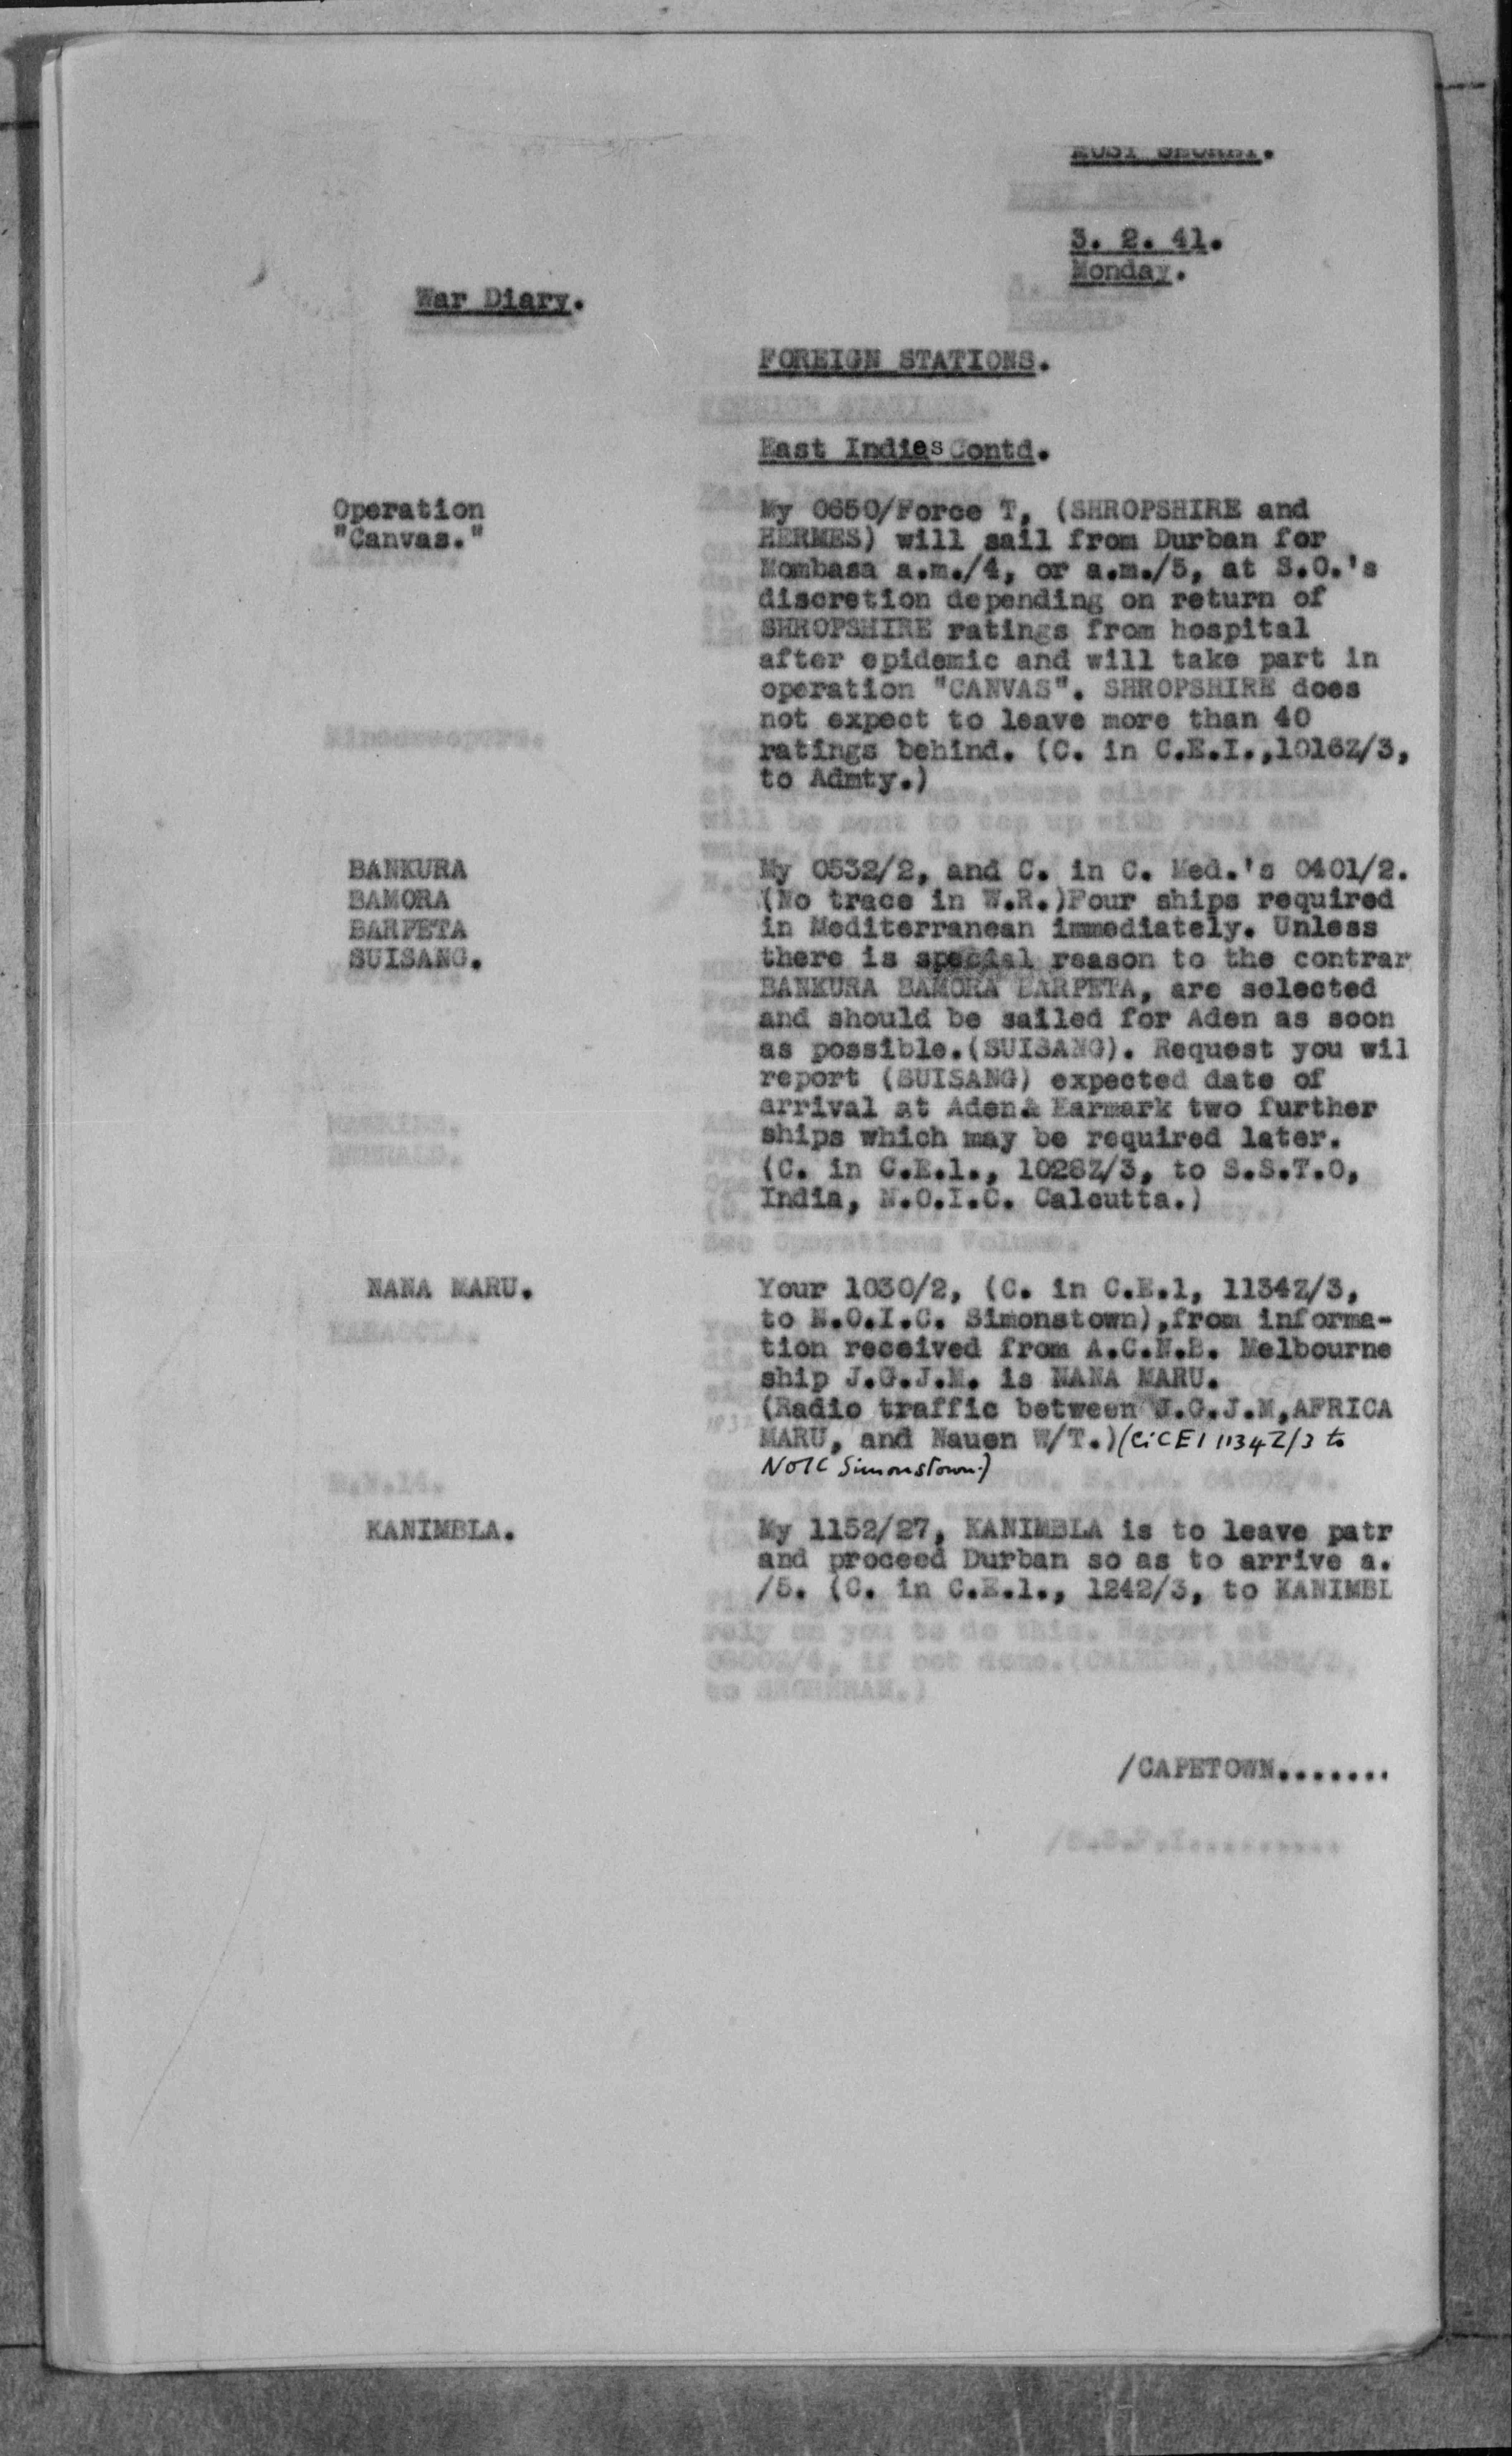 MOST SECRET.
3. 2. 41.
Monday.
War Diary.
FOREIGN STATIONS.
East Indies Contd.
Operation
"Canvas."
My 0650/Force T, (SHROPSHIRE and
HERMES) will sail from Durban for
Mombasa a.m./4, or a.m./5, at S.O.'s
discretion depending on return of
SHROPSHIRE ratings from hospital
after epidemic and will take part in
operation "CANVAS". SHROPSHIRE does
not expect to leave more than 40
ratings behind. (C. in C.E.I.,1016Z/3,
to Admty.)
BANKURA
BAMORA
BARPETA
SUISANG.
My 0532/2, and C. in C. Med.'s 0401/2.
(No trace in W.R.)Four ships required
in Mediterranean immediately. Unless
there is special reason to the contrar
BANKURA BAMORA BARPETA, are selected
and should be sailed for Aden as soon
as possible.(SUISANG). Request you wil
report (SUISANG) expected date of
arrival at Aden. Earmark two further
ships which may be required later.
(C. in C.E.1., 1028Z/3, to S.S.T.O,
India, N.O.I.C. Calcutta.)
NANA MARU.
Your 1030/2, (C. in C.E.1, 1134Z/3,
to N.O.I.C. Simonstown),from informa-
tion received from A.C.N.B. Melbourne
ship J.G.J.M. is NANA MARU.
(Radio traffic between J.G.J.M,AFRICA
MARU, and Nauen W/T.)(CiCEI 1134Z/3 to
NOIC Simonstown.)
KANIMBLA.
My 1152/27, KANIMBLA is to leave patr
and proceed Durban so as to arrive a.
/5. (C. in C.E.1., 1242/3, to KANIMBL
/CAPETOWN.......